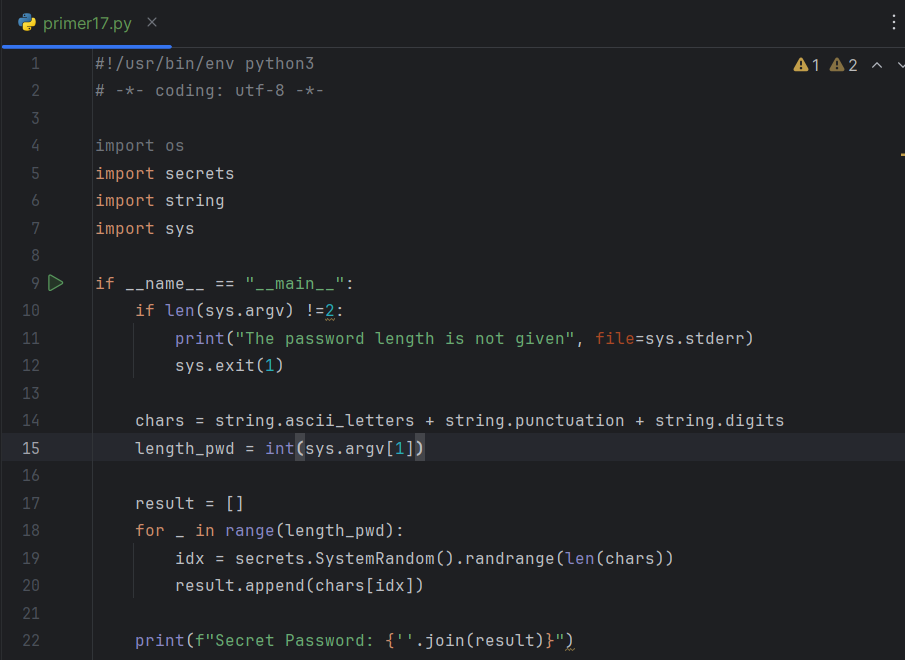 primer17.py
1 #!/usr/bin/env python3 1 2
2 # -*- coding: utf-8 -*-
3
4 import os
5 import secrets
6 import string
7 import sys
8
9 if __name__ == "__main__":
10     if len(sys.argv) !=2:
11         print("The password length is not given", file=sys.stderr)
12         sys.exit(1)
13
14     chars = string.ascii_letters + string.punctuation + string.digits
15     length_pwd = int(sys.argv[1])
16
17     result = []
18     for _ in range(length_pwd):
19         idx = secrets.SystemRandom().randrange(len(chars))
20         result.append(chars[idx])
21
22     print(f"Secret Password: {''.join(result)}")